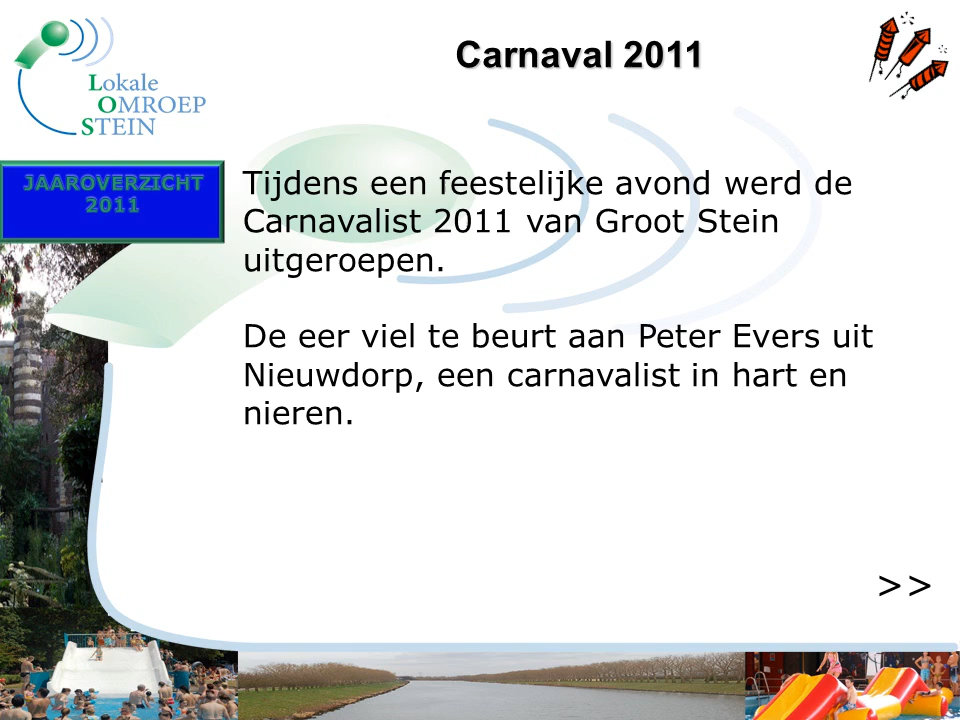 Carnaval 2011
Lokale
OMROEP
STEIN
JAAROVERZICHT
2011
Tijdens een feestelijke avond werd de
Carnavalist 2011 van Groot Stein
uitgeroepen.
De eer viel te beurt aan Peter Evers uit
Nieuwdorp, een carnavalist in hart en
nieren.
>>